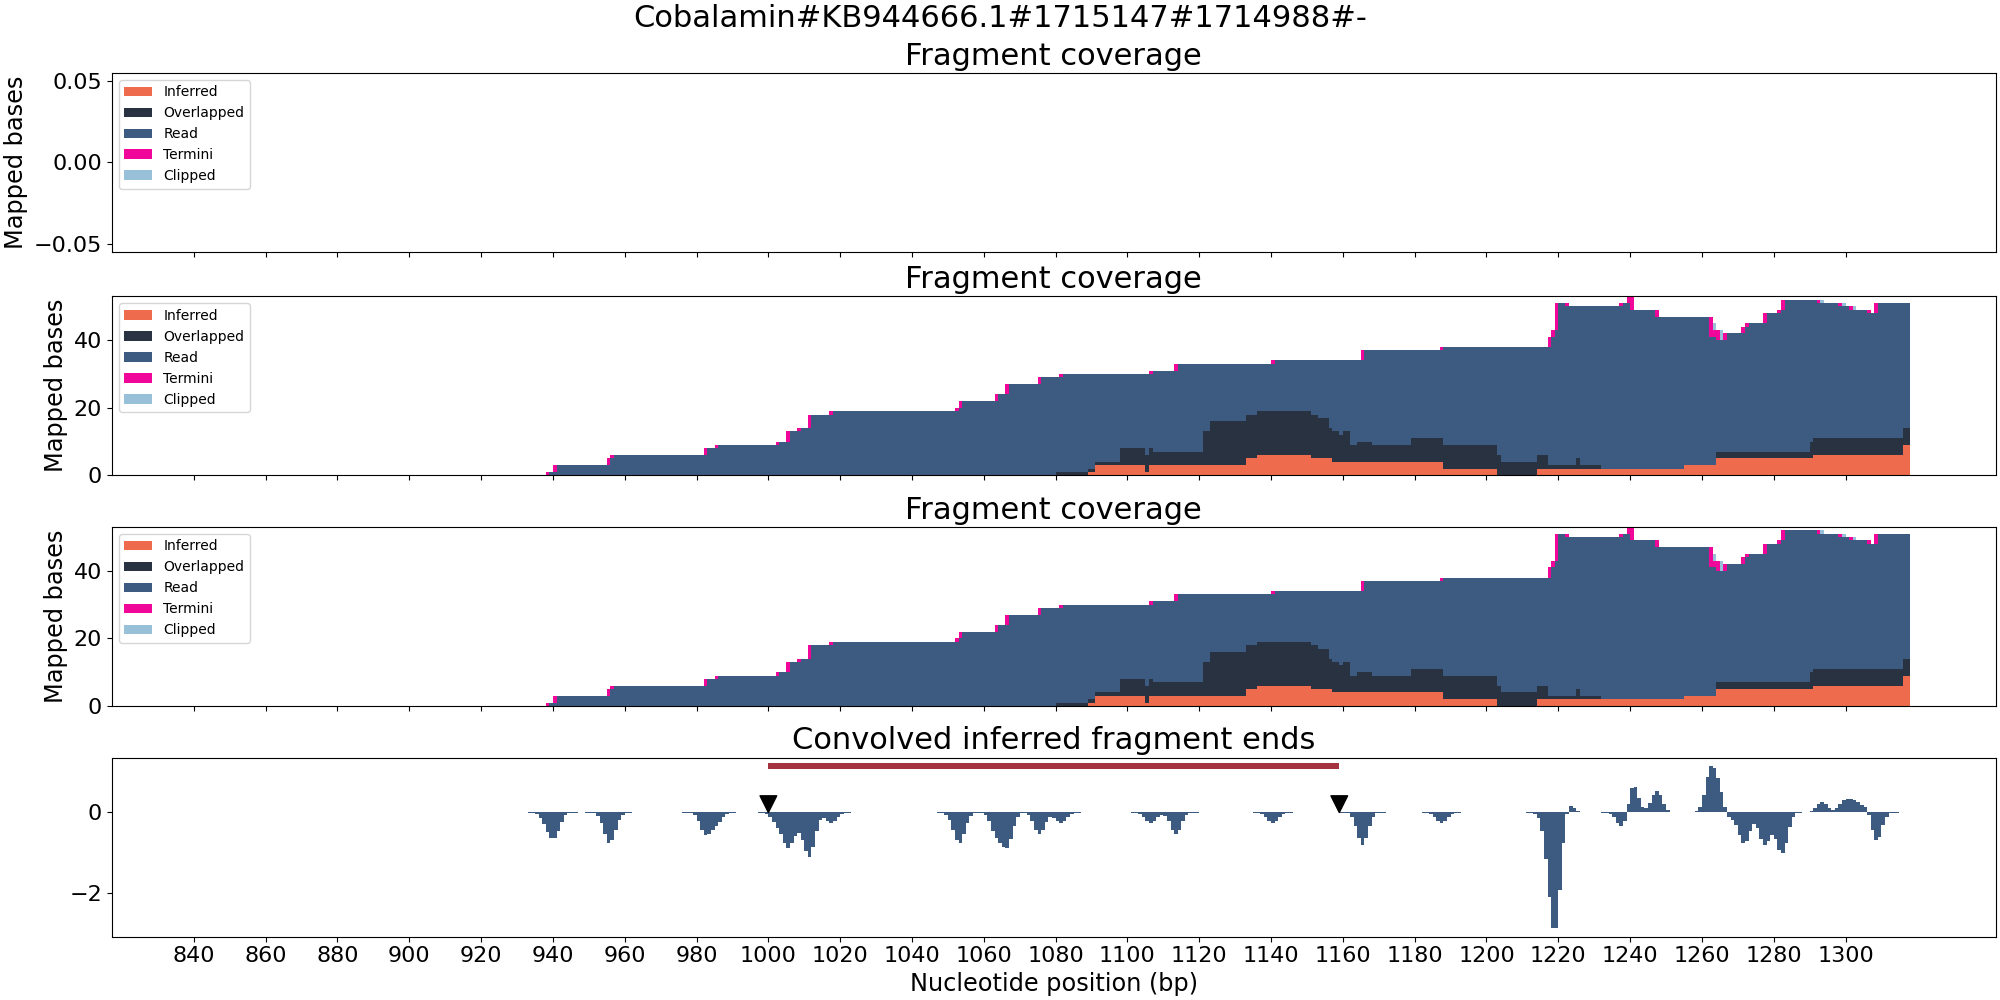 Cobalamin#KB944666.1#1715147#1714988#-
Fragment coverage
Mapped bases
0.05
0.00
−0.05
Inferred
Overlapped
Read
Termini
Clipped
Fragment coverage
Mapped bases
40
20
0
Inferred
Overlapped
Read
Termini
Clipped
Fragment coverage
Mapped bases
40
20
0
Inferred
Overlapped
Read
Termini
Clipped
Convolved inferred fragment ends
0
−2
840 860 880 900 920 940 960 980 1000 1020 1040 1060 1080 1100 1120 1140 1160 1180 1200 1220 1240 1260 1280 1300
Nucleotide position (bp)